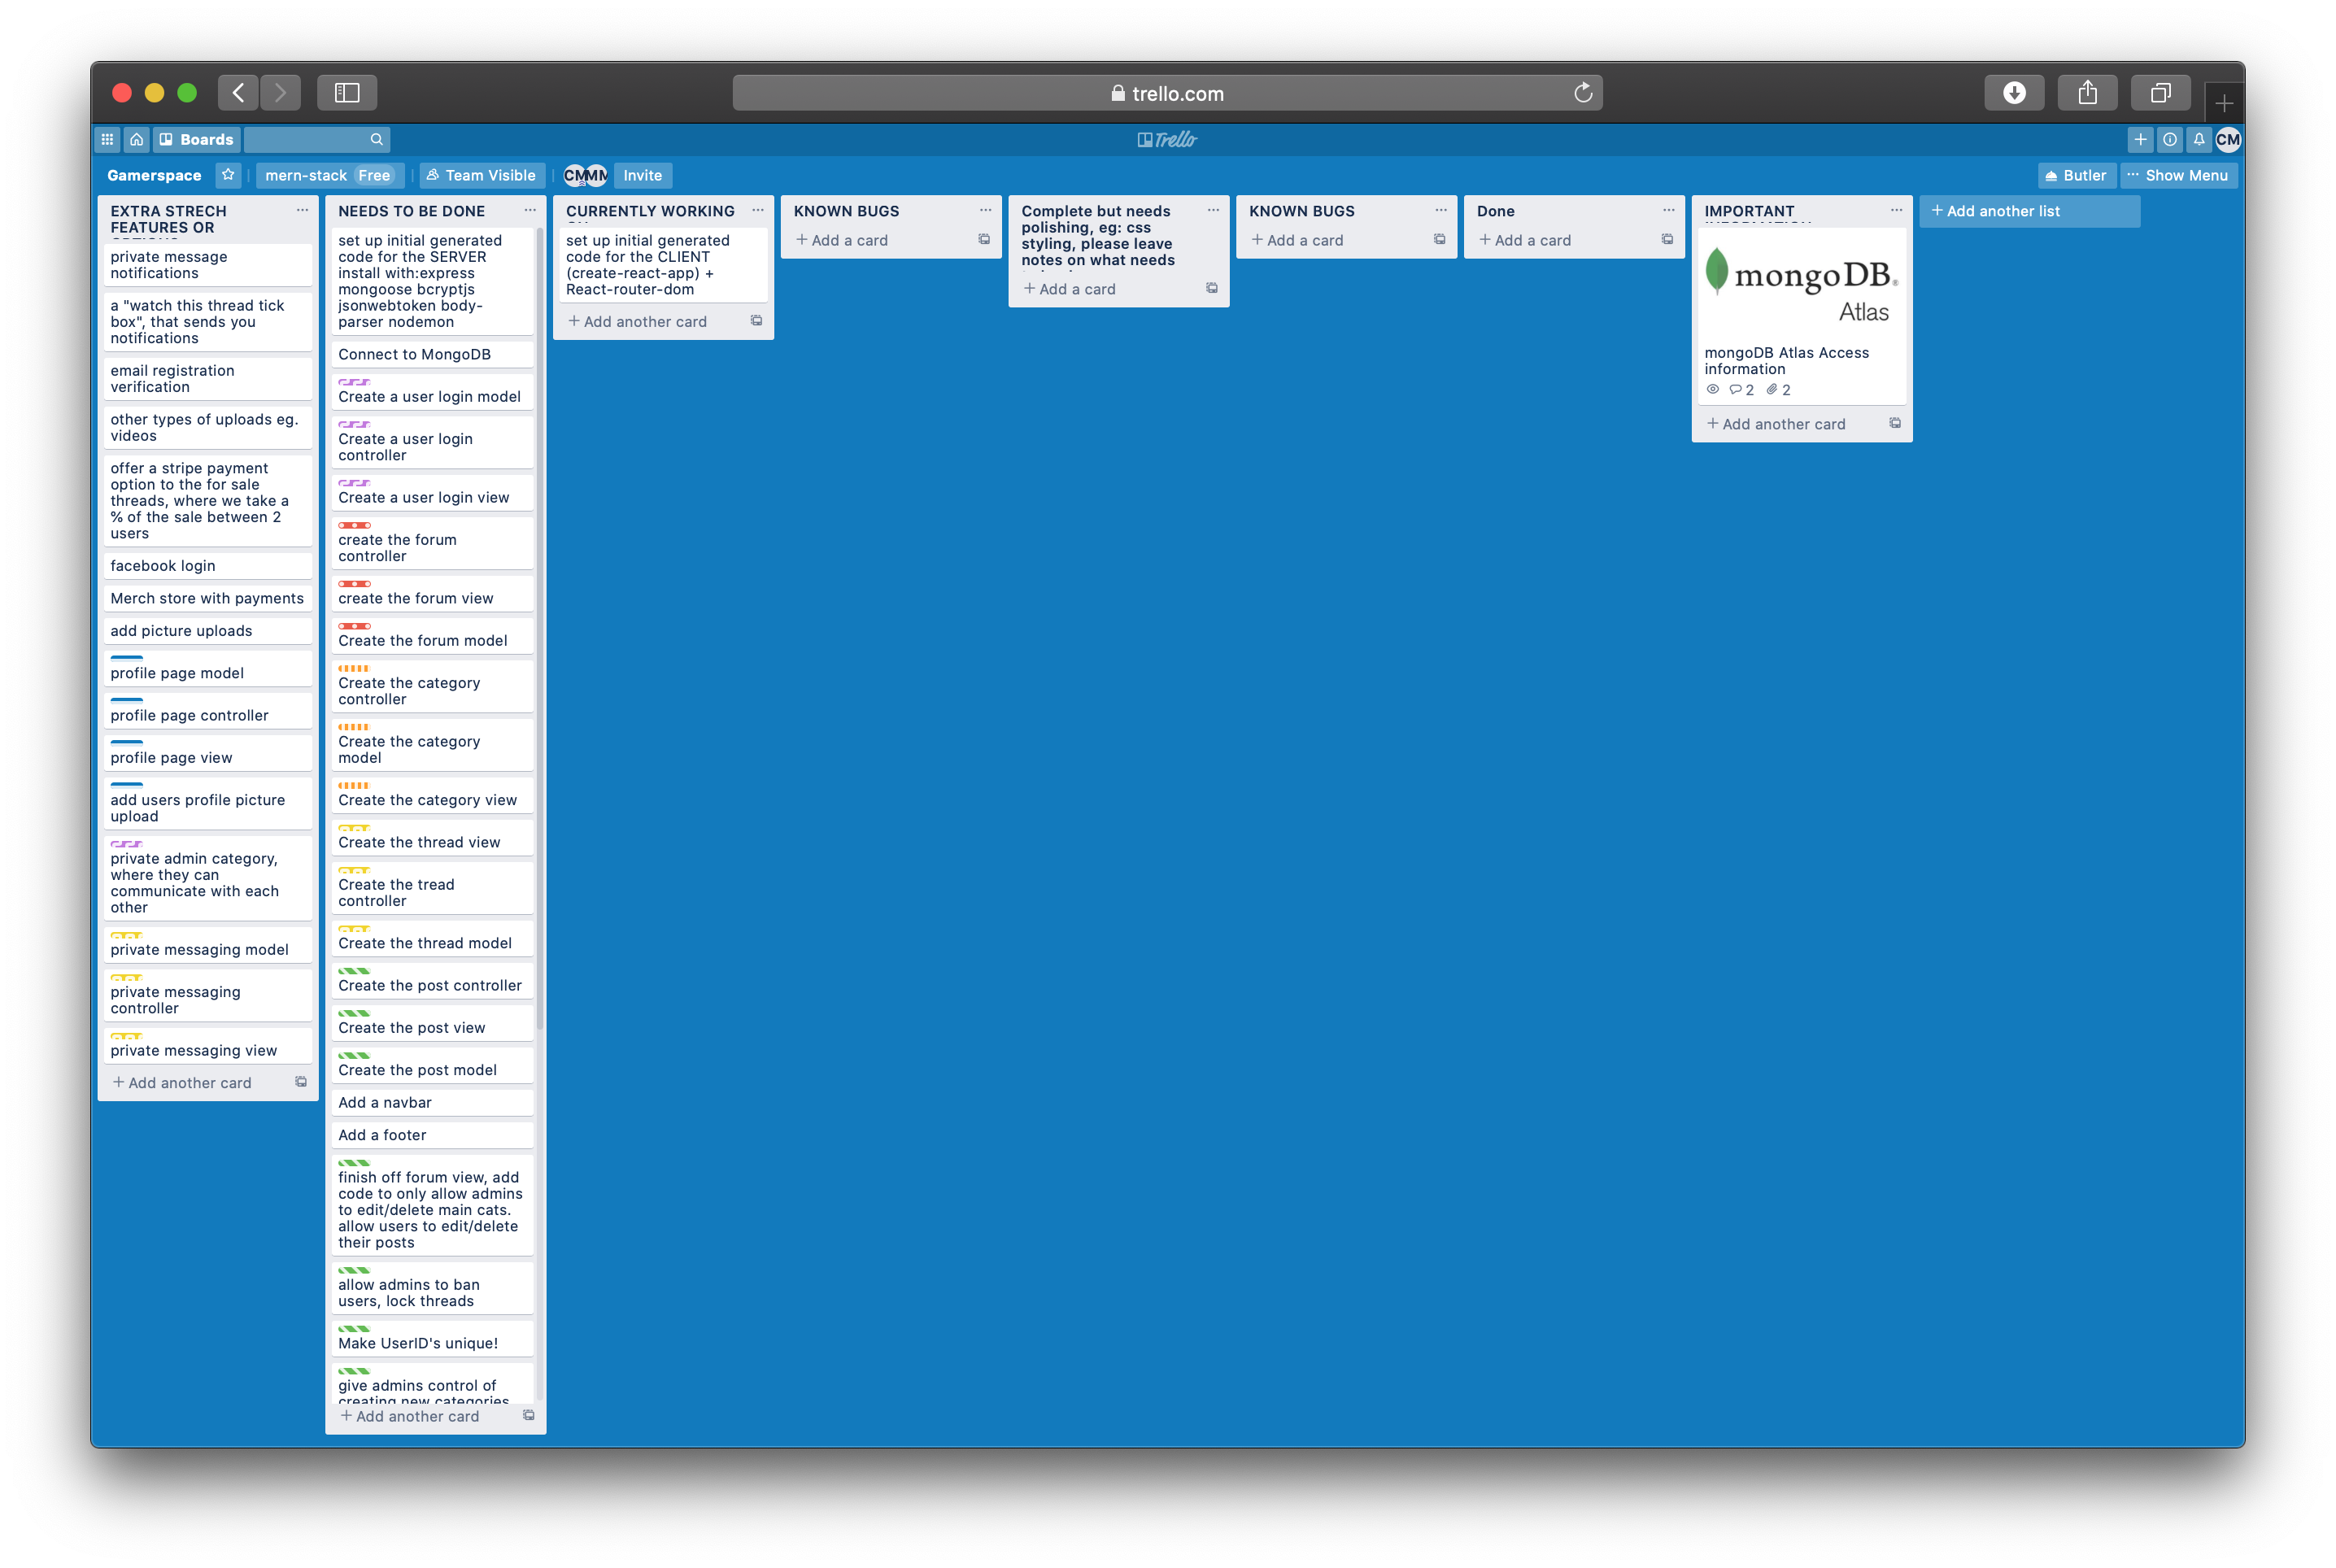 trello.com
Boards
Trello
CM
Gamerspace
mern-stack Free
Team Visible
CM
MM
Invite
Butler
Show Menu
EXTRA STRECH
FEATURES OR
private message
notifications
a "watch this thread tick
box", that sends you
notifications
email registration
verification
other types of uploads eg.
videos
offer a stripe payment
option to the for sale
threads, where we take a
% of the sale between 2
users
facebook login
Merch store with payments
add picture uploads
profile page model
profile page controller
profile page view
add users profile picture
upload
private admin category,
where they can
communicate with each
other
private messaging model
private messaging
controller
private messaging view
+ Add another card
NEEDS TO BE DONE
set up initial generated
code for the SERVER
install with:express
mongoose bcryptjs
jsonwebtoken body-
parser nodemon
Connect to MongoDB
Create a user login model
Create a user login
controller
Create a user login view
create the forum
controller
create the forum view
Create the forum model
Create the category
controller
Create the category
model
Create the category view
Create the thread view
Create the tread
controller
Create the thread model
Create the post controller
Create the post view
Create the post model
Add a navbar
Add a footer
finish off forum view, add
code to only allow admins
to edit/delete main cats.
allow users to edit/delete
their posts
allow admins to ban
users, lock threads
Make UserID's unique!
give admins control of
creating new categories
+ Add another card
CURRENTLY WORKING
set up initial generated
code for the CLIENT
(create-react-app) +
React-router-dom
+ Add another card
KNOWN BUGS
+ Add a card
Complete but needs
polishing, eg: css
styling, please leave
notes on what needs
+ Add a card
KNOWN BUGS
+ Add a card
Done
+ Add a card
IMPORTANT
mongoDB®
Atlas
mongoDB Atlas Access
information
2
2
+ Add another card
+ Add another list